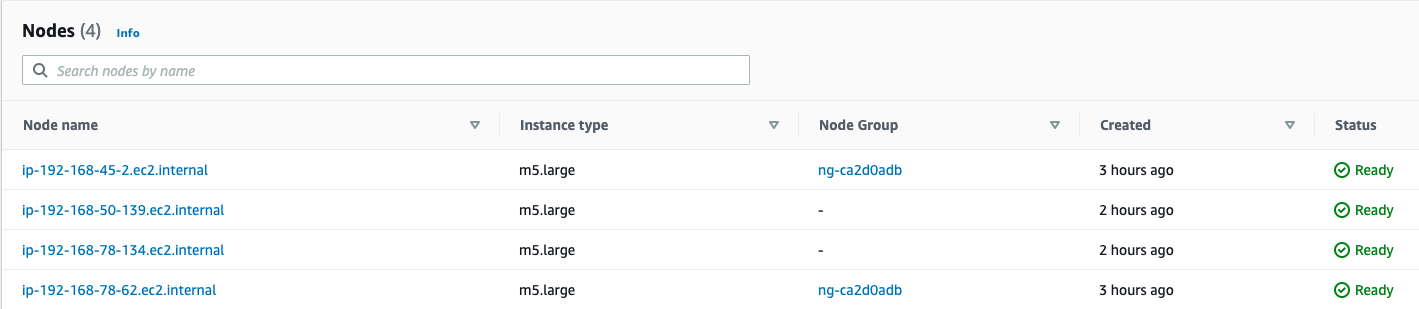 Nodes (4) Info
Search nodes by name
Node name Instance type Node Group Created Status
ip-192-168-45-2.ec2.internal m5.large ng-ca2d0adb 3 hours ago Ready
ip-192-168-50-139.ec2.internal m5.large - 2 hours ago Ready
ip-192-168-78-134.ec2.internal m5.large - 2 hours ago Ready
ip-192-168-78-62.ec2.internal m5.large ng-ca2d0adb 3 hours ago Ready